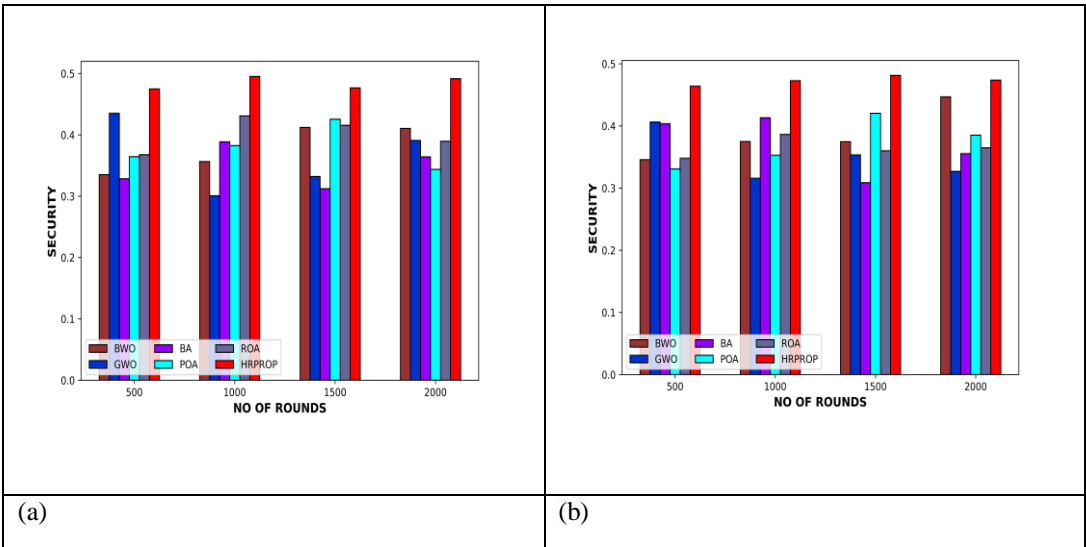 0.5
0.4
0.3
0.2
0.1
0.0
SECURITY
BWO BA ROA
GWO POA HRPROP
500 1000 1500 2000
NO OF ROUNDS
0.5
0.4
0.3
0.2
0.1
0.0
SECURITY
BWO BA ROA
GWO POA HRPROP
500 1000 1500 2000
NO OF ROUNDS
(a) (b)